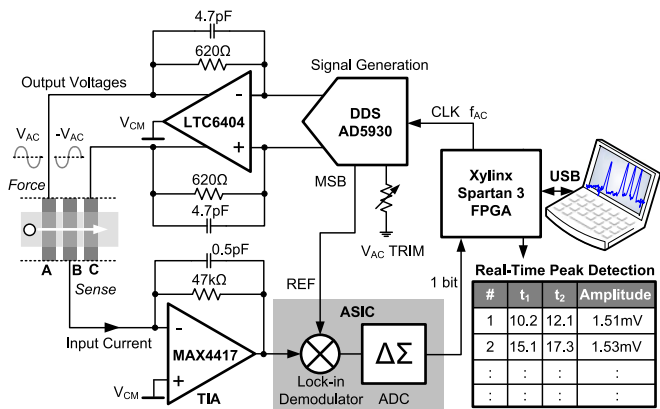 4.7pF
620Ω
Output Voltages
Signal Generation
V_AC
-V_AC
Force
A
B
C
Sense
V_CM
-
LTC6404
+
620Ω
4.7pF
DDS
AD5930
MSB
V_AC TRIM
CLK f_AC
Xylinx
Spartan 3
FPGA
USB
0.5pF
47kΩ
Input Current
-
MAX4417
+
V_CM
TIA
REF
ASIC
Lock-in
Demodulator
ΔΣ
ADC
1 bit
Real-Time Peak Detection
# t₁ t₂ Amplitude
1 10.2 12.1 1.51mV
2 15.1 17.3 1.53mV
: : : :
: : : :